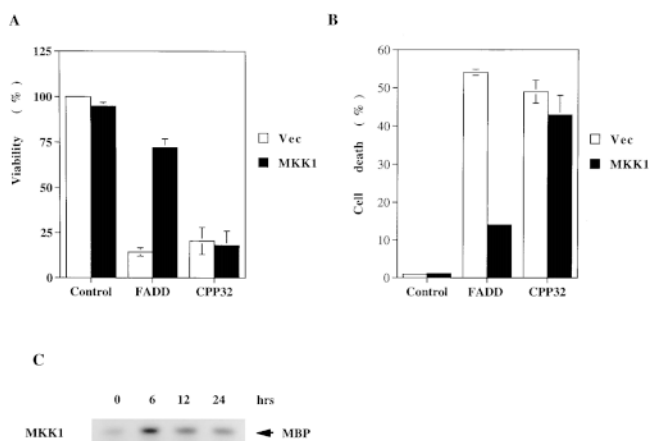 A
125
100
75
50
25
0
Viability (%)
Control FADD CPP32
Vec
MKK1
B
60
50
40
30
20
10
0
Cell death (%)
Control FADD CPP32
Vec
MKK1
C
0 6 12 24 hrs
MKK1 MBP